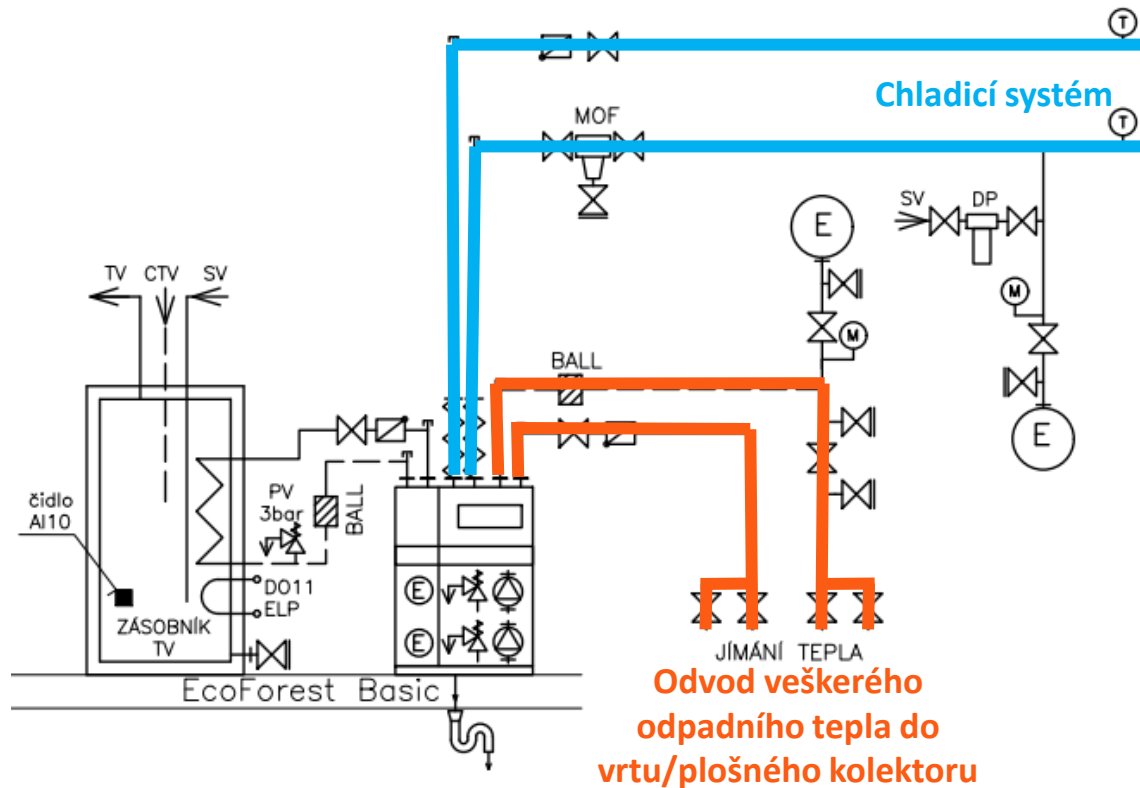 T
Chladicí systém
MOF
T
SV
DP
E
TV
CTV
SV
M
M
BALL
E
čidlo
AI10
PV
3bar
BALL
E
DO11
ELP
ZÁSOBNÍK
TV
E
JÍMÁNÍ TEPLA
EcoForest Basic
Odvod veškerého
odpadního tepla do
vrtu/plošného kolektoru